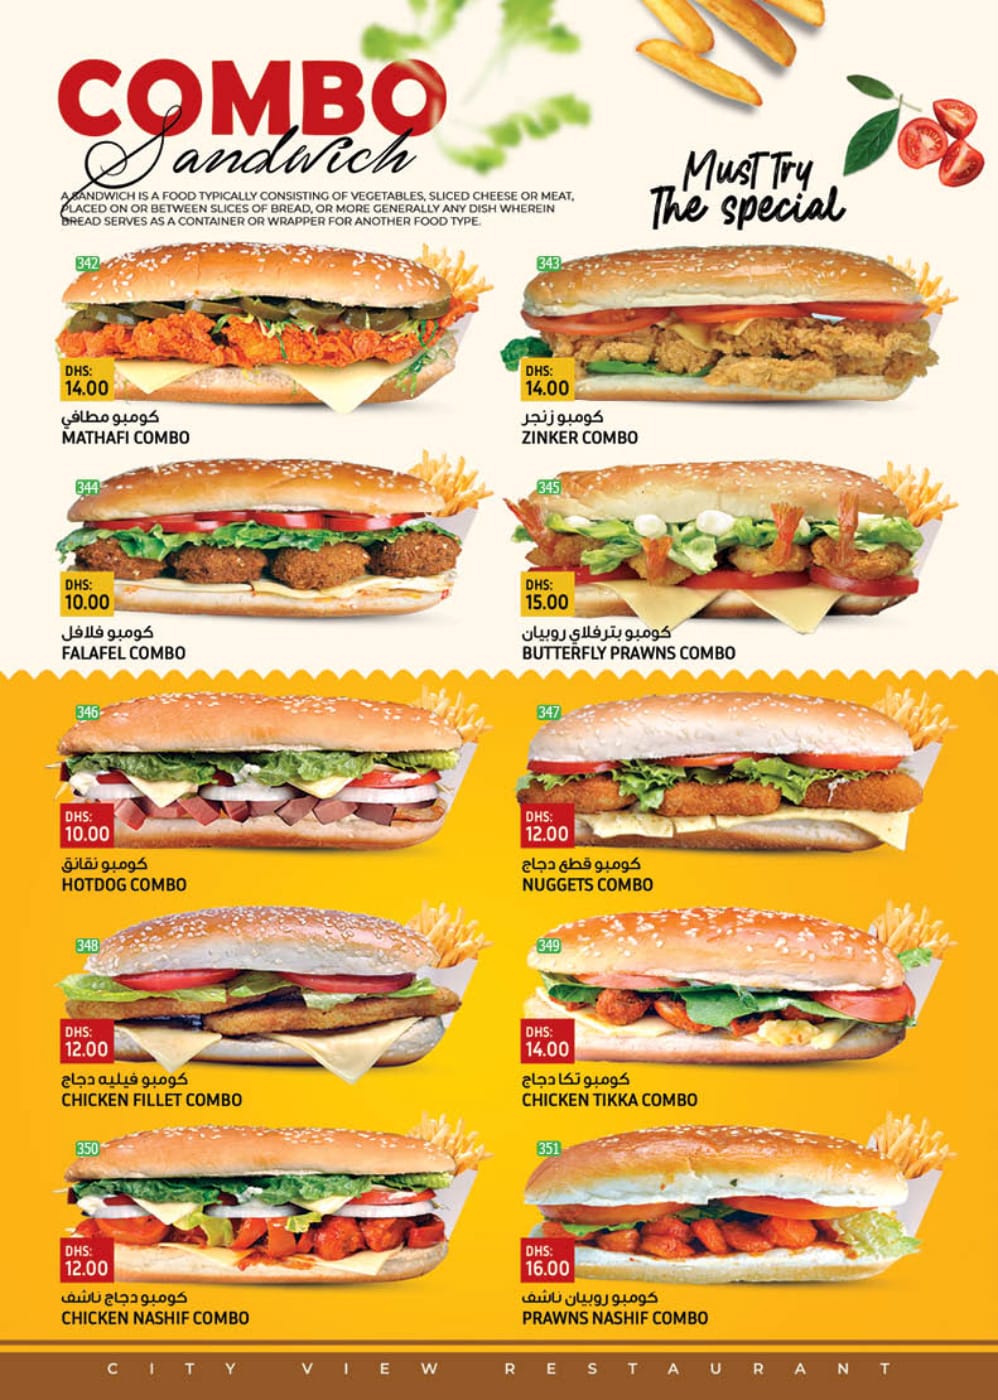 COMBO
Sandwich
A SANDWICH IS A FOOD TYPICALLY CONSISTING OF VEGETABLES, SLICED CHEESE OR MEAT,
PLACED ON OR BETWEEN SLICES OF BREAD, OR MORE GENERALLY ANY DISH WHEREIN
BREAD SERVES AS A CONTAINER OR WRAPPER FOR ANOTHER FOOD TYPE.
Must Try
The special
342
DHS:
14.00
كومبو مطافي
MATHAFI COMBO
343
DHS:
14.00
كومبو زنجر
ZINKER COMBO
344
DHS:
10.00
كومبو فلافل
FALAFEL COMBO
345
DHS:
15.00
كومبو بترفلاي روبيان
BUTTERFLY PRAWNS COMBO
346
DHS:
10.00
كومبو نقانق
HOTDOG COMBO
347
DHS:
12.00
كومبو قطع دجاج
NUGGETS COMBO
348
DHS:
12.00
كومبو فيليه دجاج
CHICKEN FILLET COMBO
349
DHS:
14.00
كومبو تكا دجاج
CHICKEN TIKKA COMBO
350
DHS:
12.00
كومبو دجاج ناشف
CHICKEN NASHIF COMBO
351
DHS:
16.00
كومبو روبيان ناشف
PRAWNS NASHIF COMBO
CITY VIEW RESTAURANT